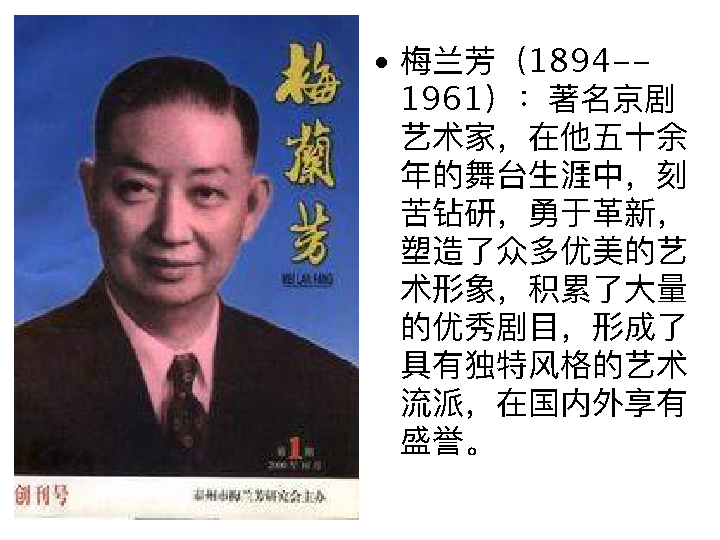 梅蘭芳
MEI LAN FANG
第1期
2000年10月
创刊号
泰州市梅兰芳研究会主办
• 梅兰芳（1894--
1961）：著名京剧
艺术家，在他五十余
年的舞台生涯中，刻
苦钻研，勇于革新，
塑造了众多优美的艺
术形象，积累了大量
的优秀剧目，形成了
具有独特风格的艺术
流派，在国内外享有
盛誉。